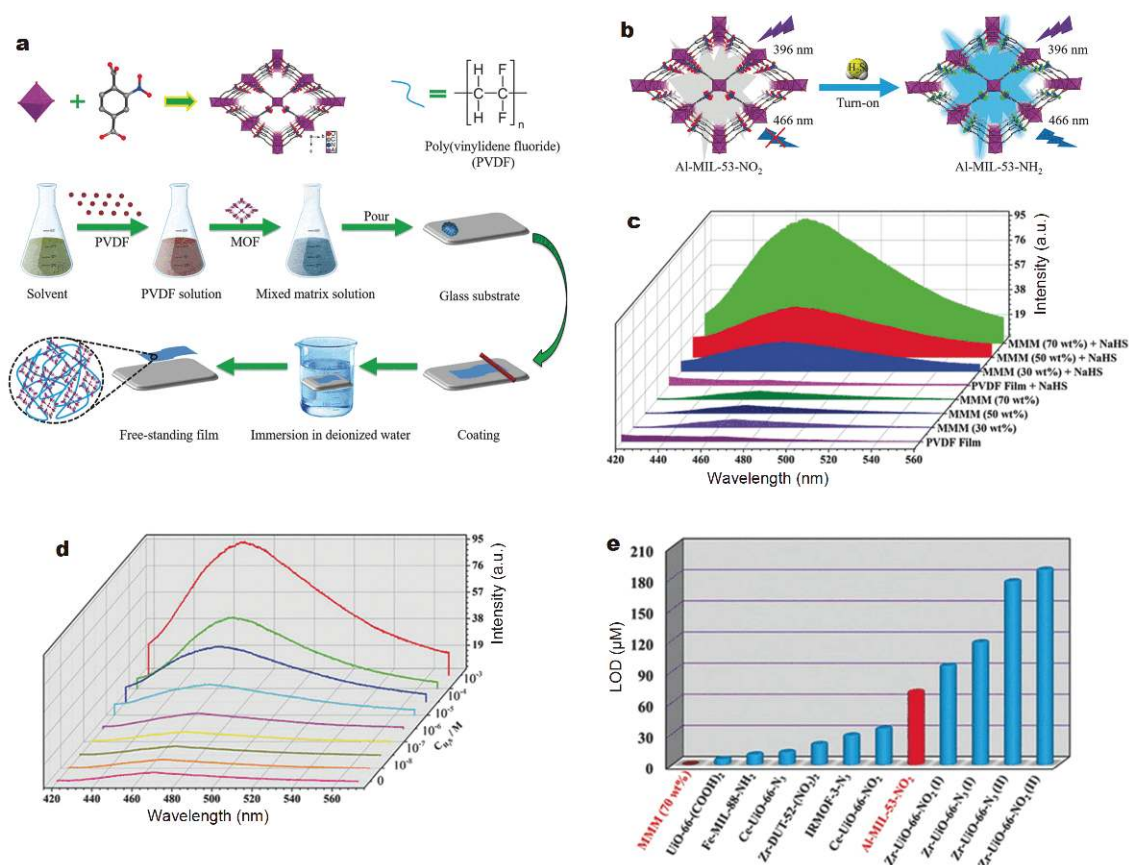 a
H F
C C
H F
n
Poly(vinylidene fluoride)
(PVDF)
PVDF
MOF
Pour
Solvent
PVDF solution
Mixed matrix solution
Glass substrate
Free-standing film
Immersion in deionized water
Coating
b
396 nm
H₂S
396 nm
Turn-on
466 nm
466 nm
Al-MIL-53-NO₂
Al-MIL-53-NH₂
c
95
76
57
38
19
Intensity (a.u.)
MMM (70 wt%) + NaHS
MMM (50 wt%) + NaHS
MMM (30 wt%) + NaHS
PVDF Film + NaHS
MMM (70 wt%)
MMM (50 wt%)
MMM (30 wt%)
PVDF Film
420 440 460 480 500 520 540 560
Wavelength (nm)
d
95
76
57
38
19
Intensity (a.u.)
10⁻³
10⁻⁴
10⁻⁵
10⁻⁶
10⁻⁷
10⁻⁸
0
420 440 460 480 500 520 540 560
Wavelength (nm)
e
210
180
150
120
90
60
30
0
LOD (μM)
MMM (70 wt%)
UiO-66-(COOH)₂
Fe-MIL-88-NH₂
Ce-UiO-66-N₃
Zr-DUT-52-(NO₂)₂
IRMOF-3-N₃
Ce-UiO-66-NO₂
Al-MIL-53-NO₂
Zr-UiO-66-NO₂ (I)
Zr-UiO-66-N₃ (I)
Zr-UiO-66-N₃ (II)
Zr-UiO-66-NO₂ (II)